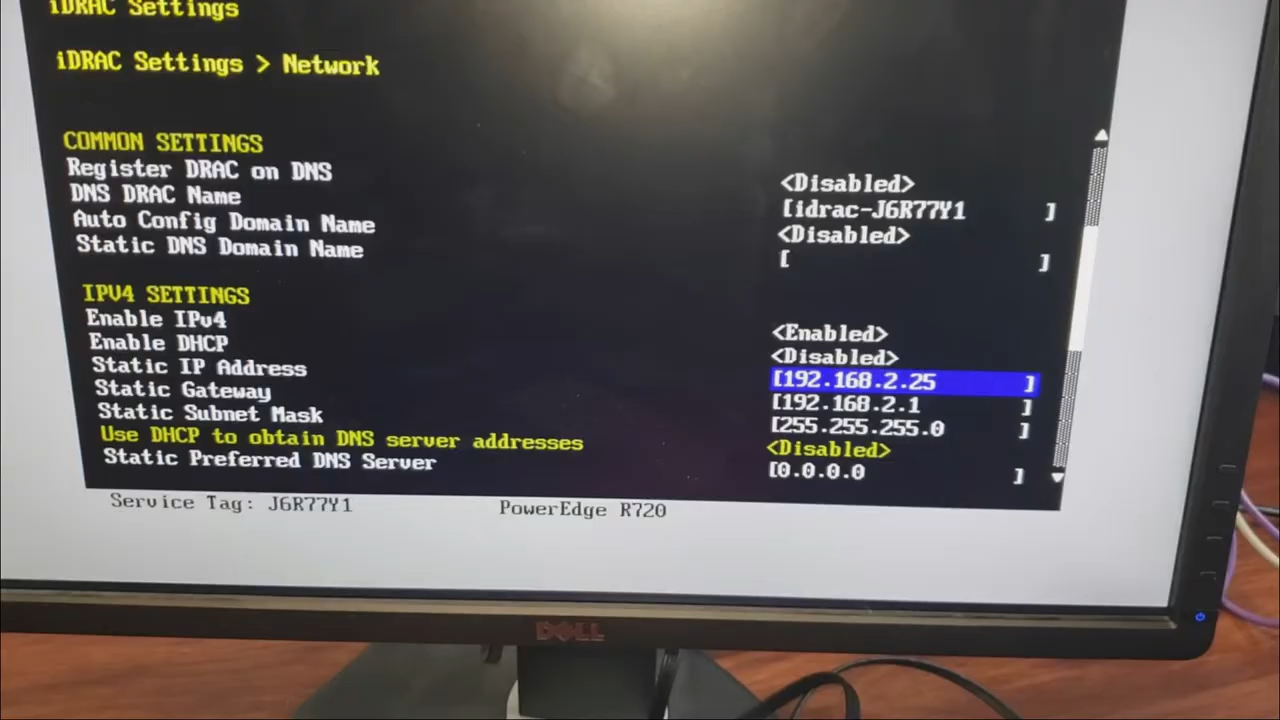 iDRAC Settings
iDRAC Settings > Network
COMMON SETTINGS
Register DRAC on DNS <Disabled>
DNS DRAC Name [idrac-J6R77Y1 ]
Auto Config Domain Name <Disabled>
Static DNS Domain Name [ ]
IPV4 SETTINGS
Enable IPv4 <Enabled>
Enable DHCP <Disabled>
Static IP Address [192.168.2.25 ]
Static Gateway [192.168.2.1 ]
Static Subnet Mask [255.255.255.0 ]
Use DHCP to obtain DNS server addresses <Disabled>
Static Preferred DNS Server [0.0.0.0 ]
Service Tag: J6R77Y1 PowerEdge R720
DELL